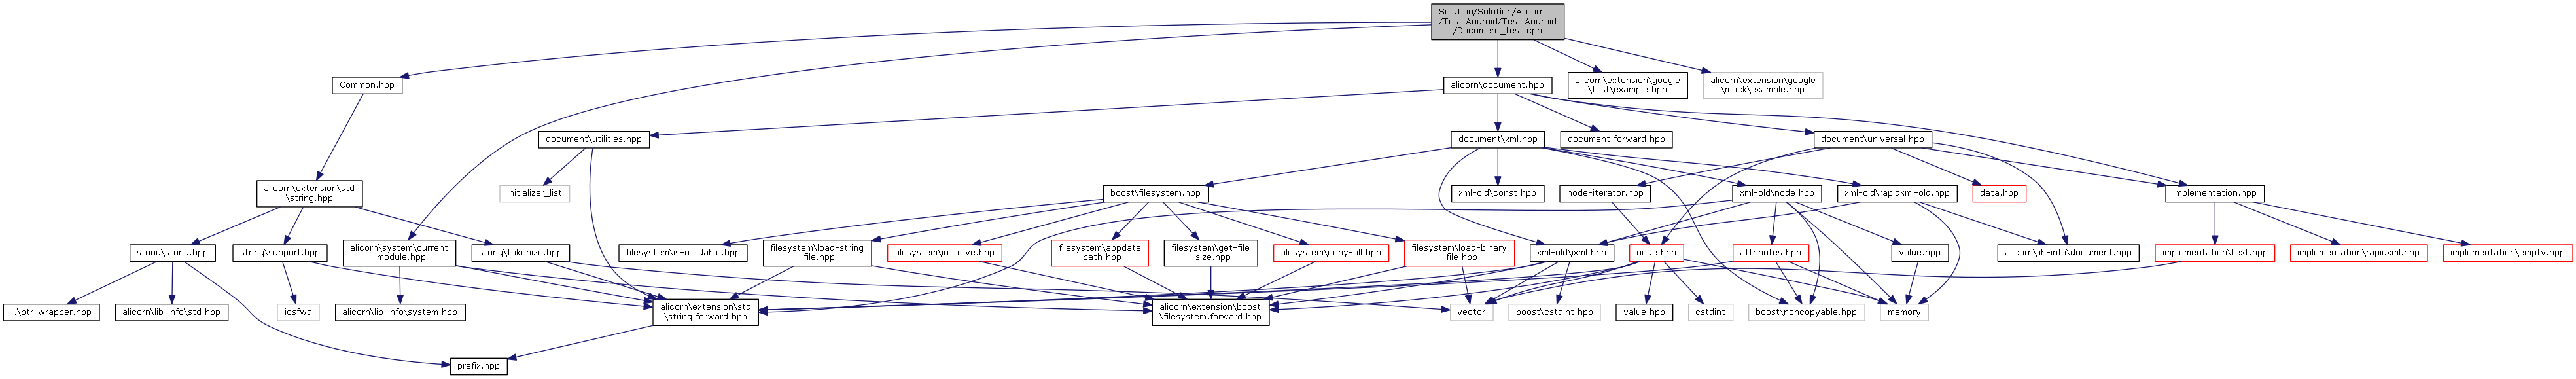 Solution/Solution/Alicorn
/Test.Android/Test.Android
/Document_test.cpp
Common.hpp
alicorn\document.hpp
alicorn\extension\google
\test\example.hpp
alicorn\extension\google
\mock\example.hpp
document\utilities.hpp
document\xml.hpp
document.forward.hpp
document\universal.hpp
alicorn\extension\std
\string.hpp
initializer_list
boost\filesystem.hpp
xml-old\const.hpp
node-iterator.hpp
xml-old\node.hpp
xml-old\rapidxml-old.hpp
data.hpp
implementation.hpp
string\string.hpp
string\support.hpp
alicorn\system\current
-module.hpp
string\tokenize.hpp
filesystem\is-readable.hpp
filesystem\load-string
-file.hpp
filesystem\relative.hpp
filesystem\appdata
-path.hpp
filesystem\get-file
-size.hpp
filesystem\copy-all.hpp
filesystem\load-binary
-file.hpp
xml-old\ixml.hpp
node.hpp
attributes.hpp
value.hpp
alicorn\lib-info\document.hpp
implementation\text.hpp
implementation\rapidxml.hpp
implementation\empty.hpp
..\ptr-wrapper.hpp
alicorn\lib-info\std.hpp
iosfwd
alicorn\lib-info\system.hpp
alicorn\extension\std
\string.forward.hpp
alicorn\extension\boost
\filesystem.forward.hpp
vector
boost\cstdint.hpp
value.hpp
cstdint
boost\noncopyable.hpp
memory
prefix.hpp